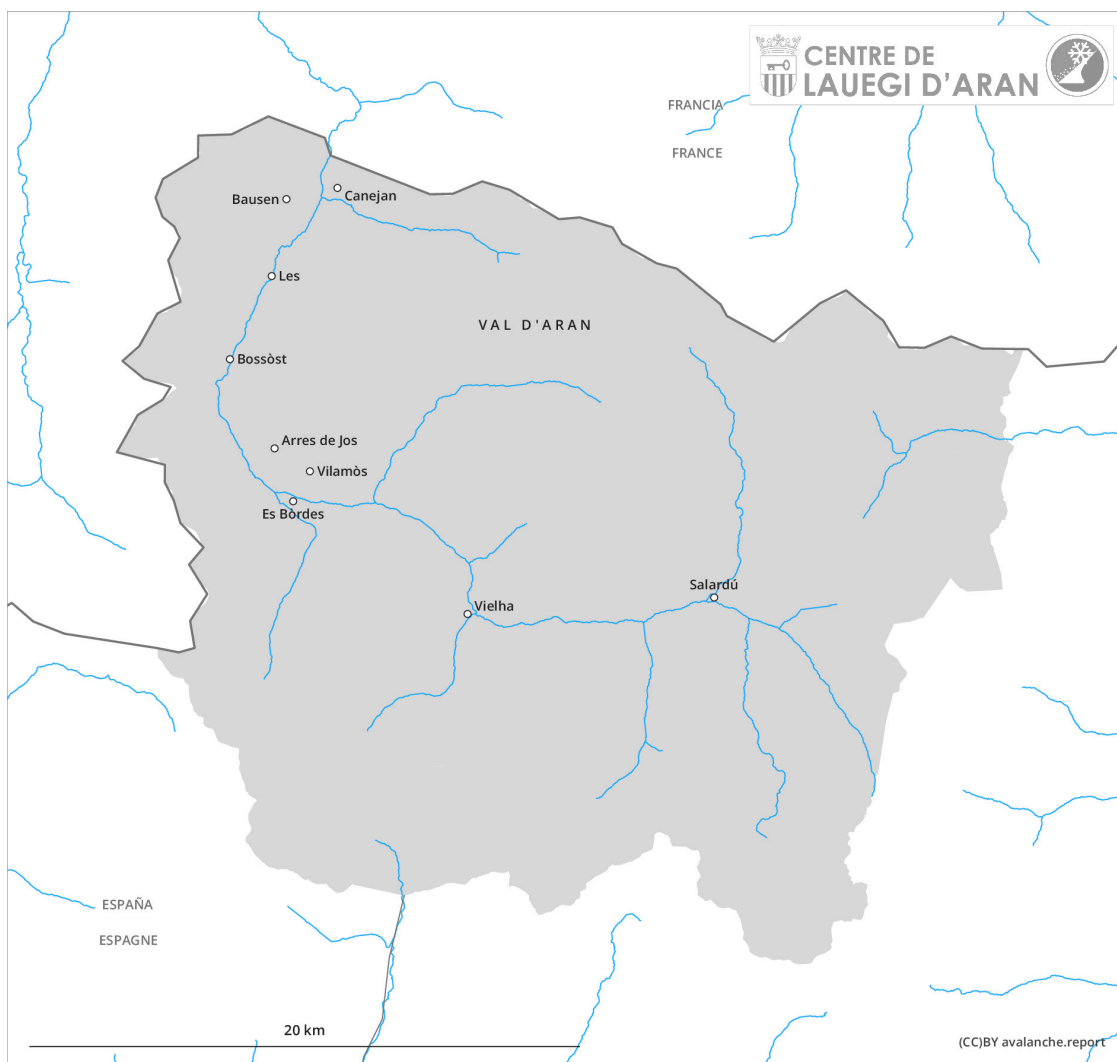 CENTRE DE
LAUEGI D'ARAN
FRANCIA
FRANCE
Bausen
Canejan
Les
VAL D'ARAN
Bossòst
Arres de Jos
Vilamòs
Es Bòrdes
Salardú
Vielha
ESPAÑA
ESPAGNE
20 km
(CC)BY avalanche.report